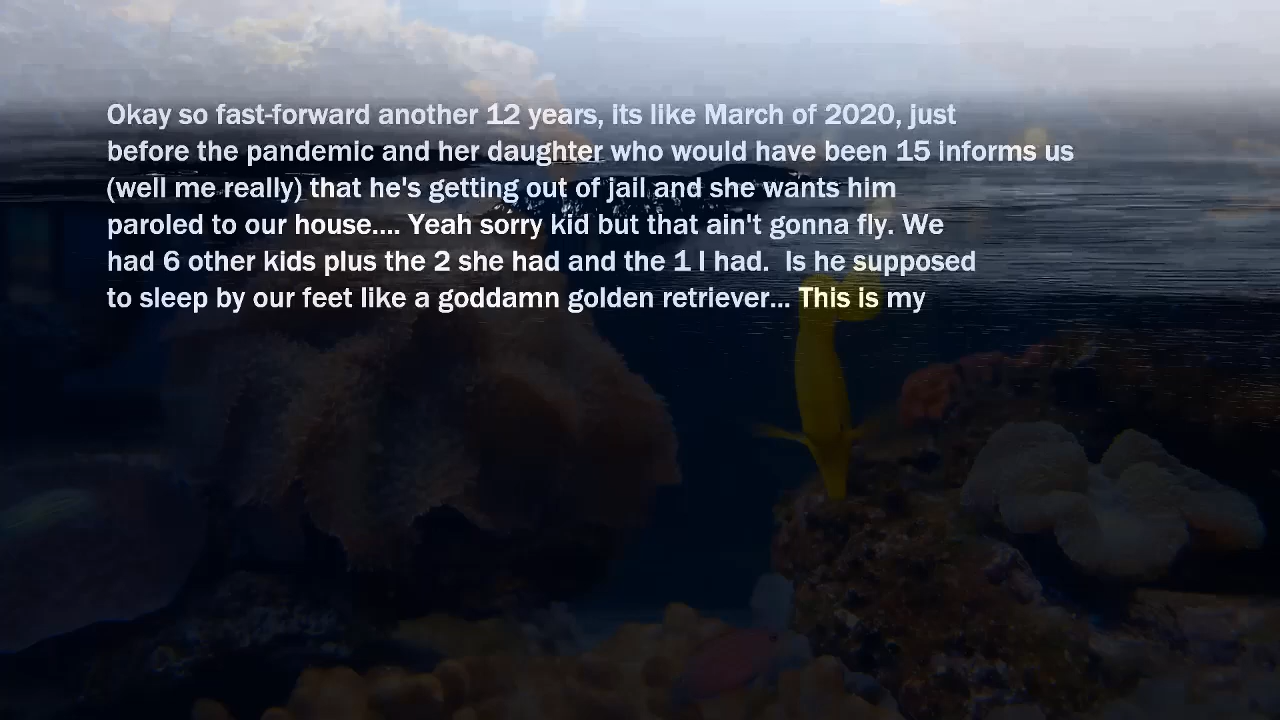 Okay so fast-forward another 12 years, its like March of 2020, just
before the pandemic and her daughter who would have been 15 informs us
(well me really) that he's getting out of jail and she wants him
paroled to our house.... Yeah sorry kid but that ain't gonna fly. We
had 6 other kids plus the 2 she had and the 1 I had.  Is he supposed
to sleep by our feet like a goddamn golden retriever... This is my